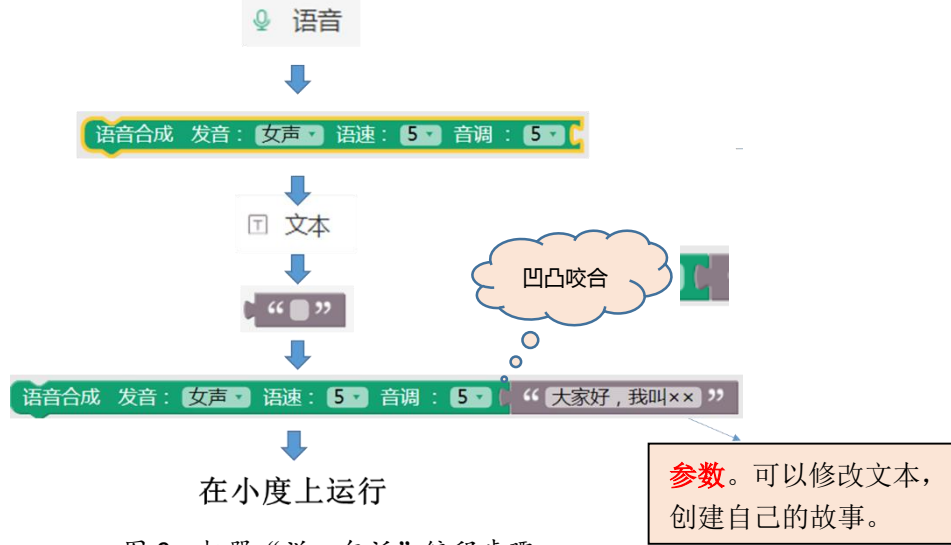 语音
语音合成 发音： 女声 语速： 5 音调： 5
T 文本
“ ”
凹凸咬合
语音合成 发音： 女声 语速： 5 音调： 5 “ 大家好，我叫×× ”
在小度上运行
参数。可以修改文本，
创建自己的故事。